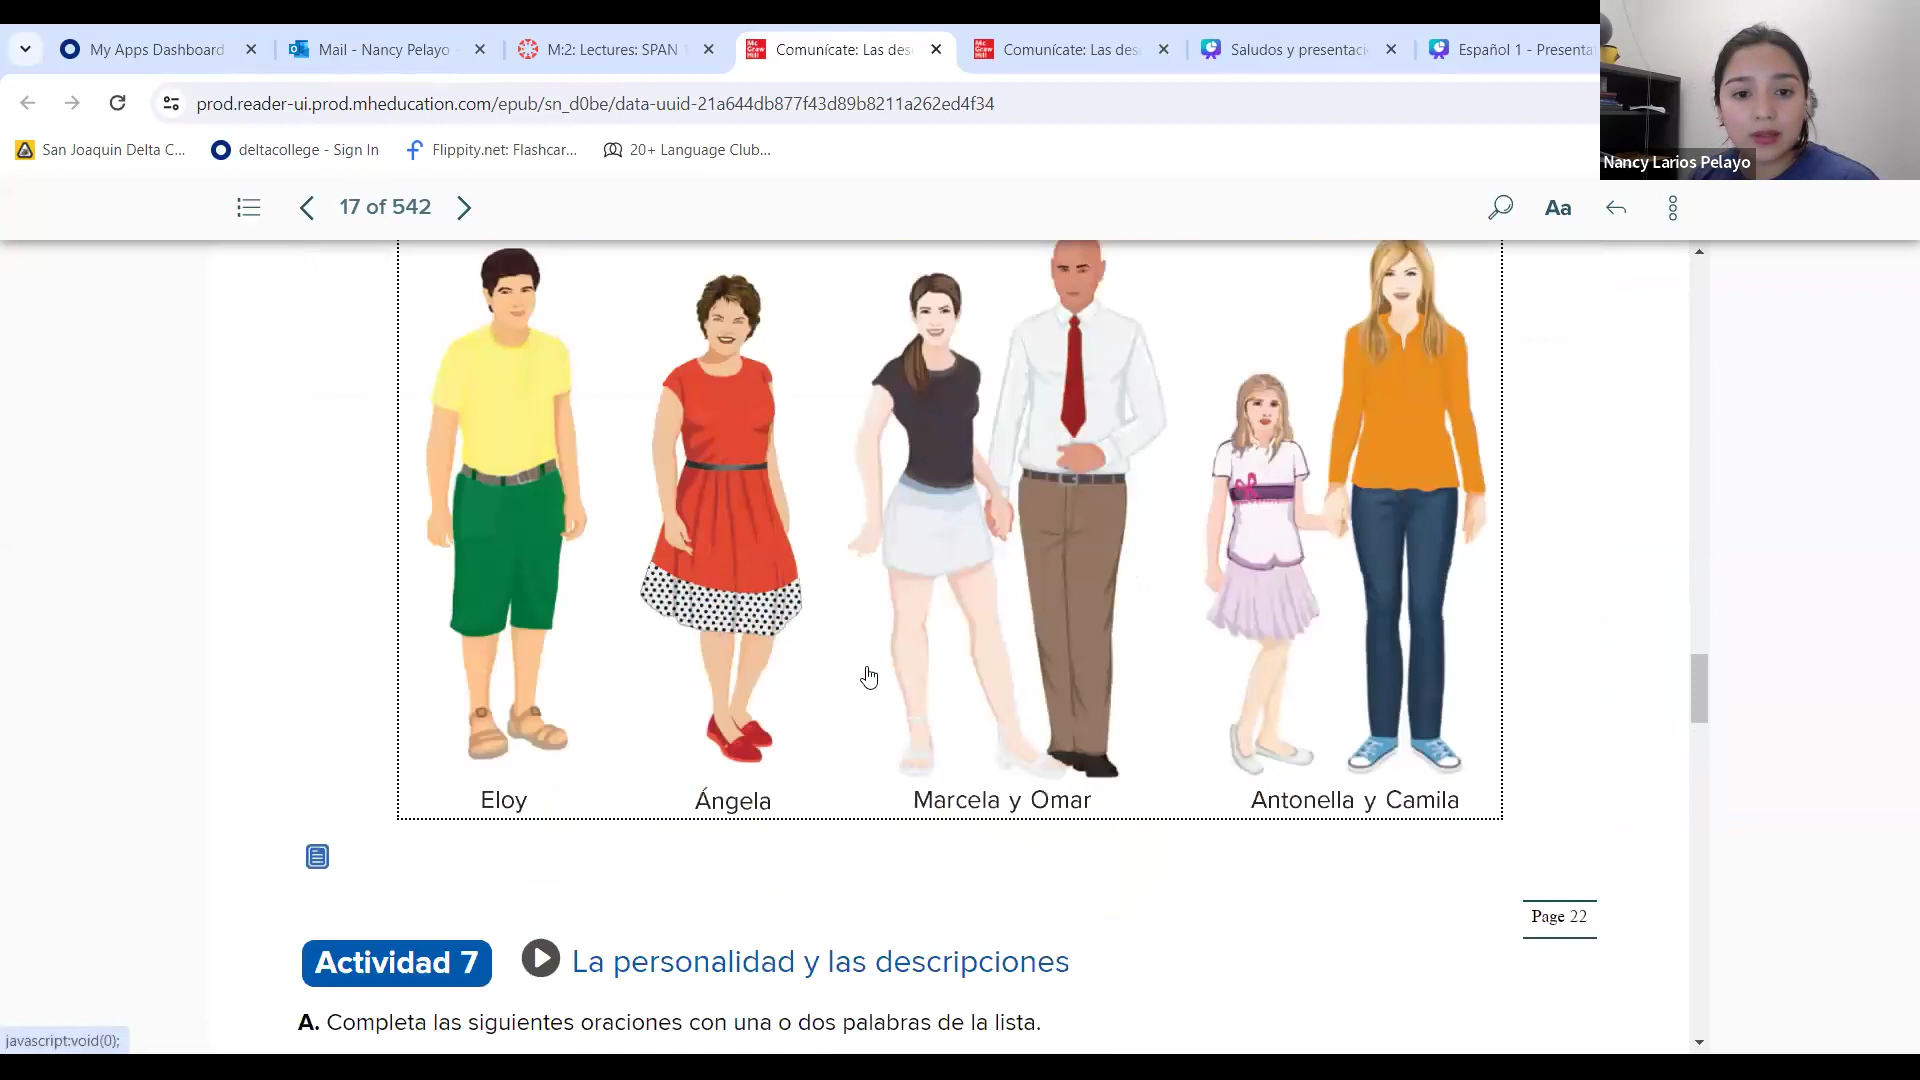 My Apps Dashboard
Mail - Nancy Pelayo
M:2: Lectures: SPAN 1
Comunícate: Las des
Comunícate: Las des
Saludos y presentaci
Español 1 - Presenta
prod.reader-ui.prod.mheducation.com/epub/sn_d0be/data-uuid-21a644db877f43d89b8211a262ed4f34
San Joaquin Delta C...
deltacollege - Sign In
Flippity.net: Flashcar...
20+ Language Club...
Nancy Larios Pelayo
17 of 542
Aa
Eloy
Ángela
Marcela y Omar
Antonella y Camila
Page 22
Actividad 7
La personalidad y las descripciones
A. Completa las siguientes oraciones con una o dos palabras de la lista.
javascript:void(0);